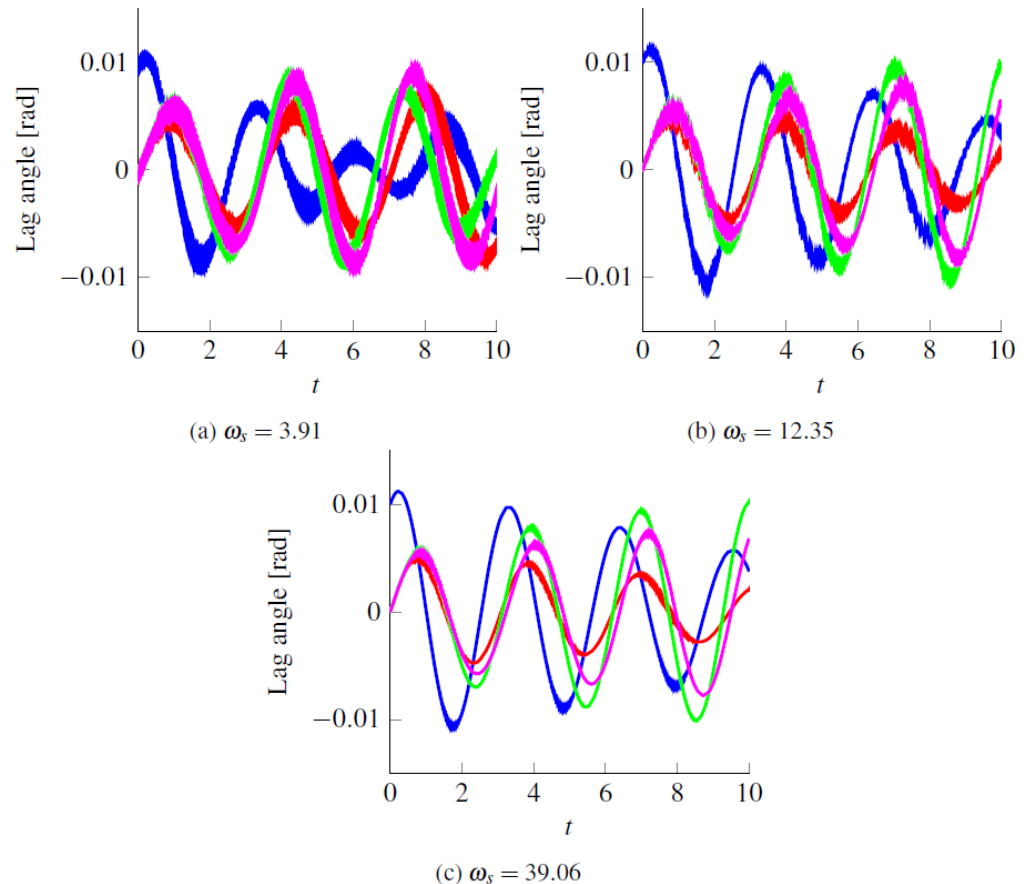 Lag angle [rad]
0.01
0
−0.01
0 2 4 6 8 10
t
(a) ωs = 3.91
Lag angle [rad]
0.01
0
−0.01
0 2 4 6 8 10
t
(b) ωs = 12.35
Lag angle [rad]
0.01
0
−0.01
0 2 4 6 8 10
t
(c) ωs = 39.06